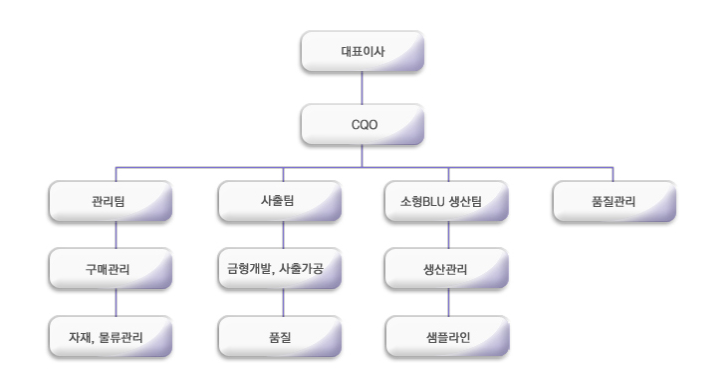 대표이사
CQO
관리팀
사출팀
소형BLU 생산팀
품질관리
구매관리
금형개발, 사출가공
생산관리
자재, 물류관리
품질
샘플라인